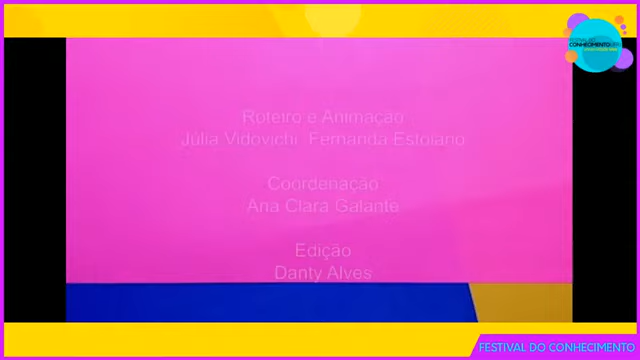 Roteiro e Animação
Júlia Vidovichi Fernanda Estoiano
Coordenação
Ana Clara Galante
Edição
Danty Alves
CONHECIMENTO
FESTIVAL DO CONHECIMENTO